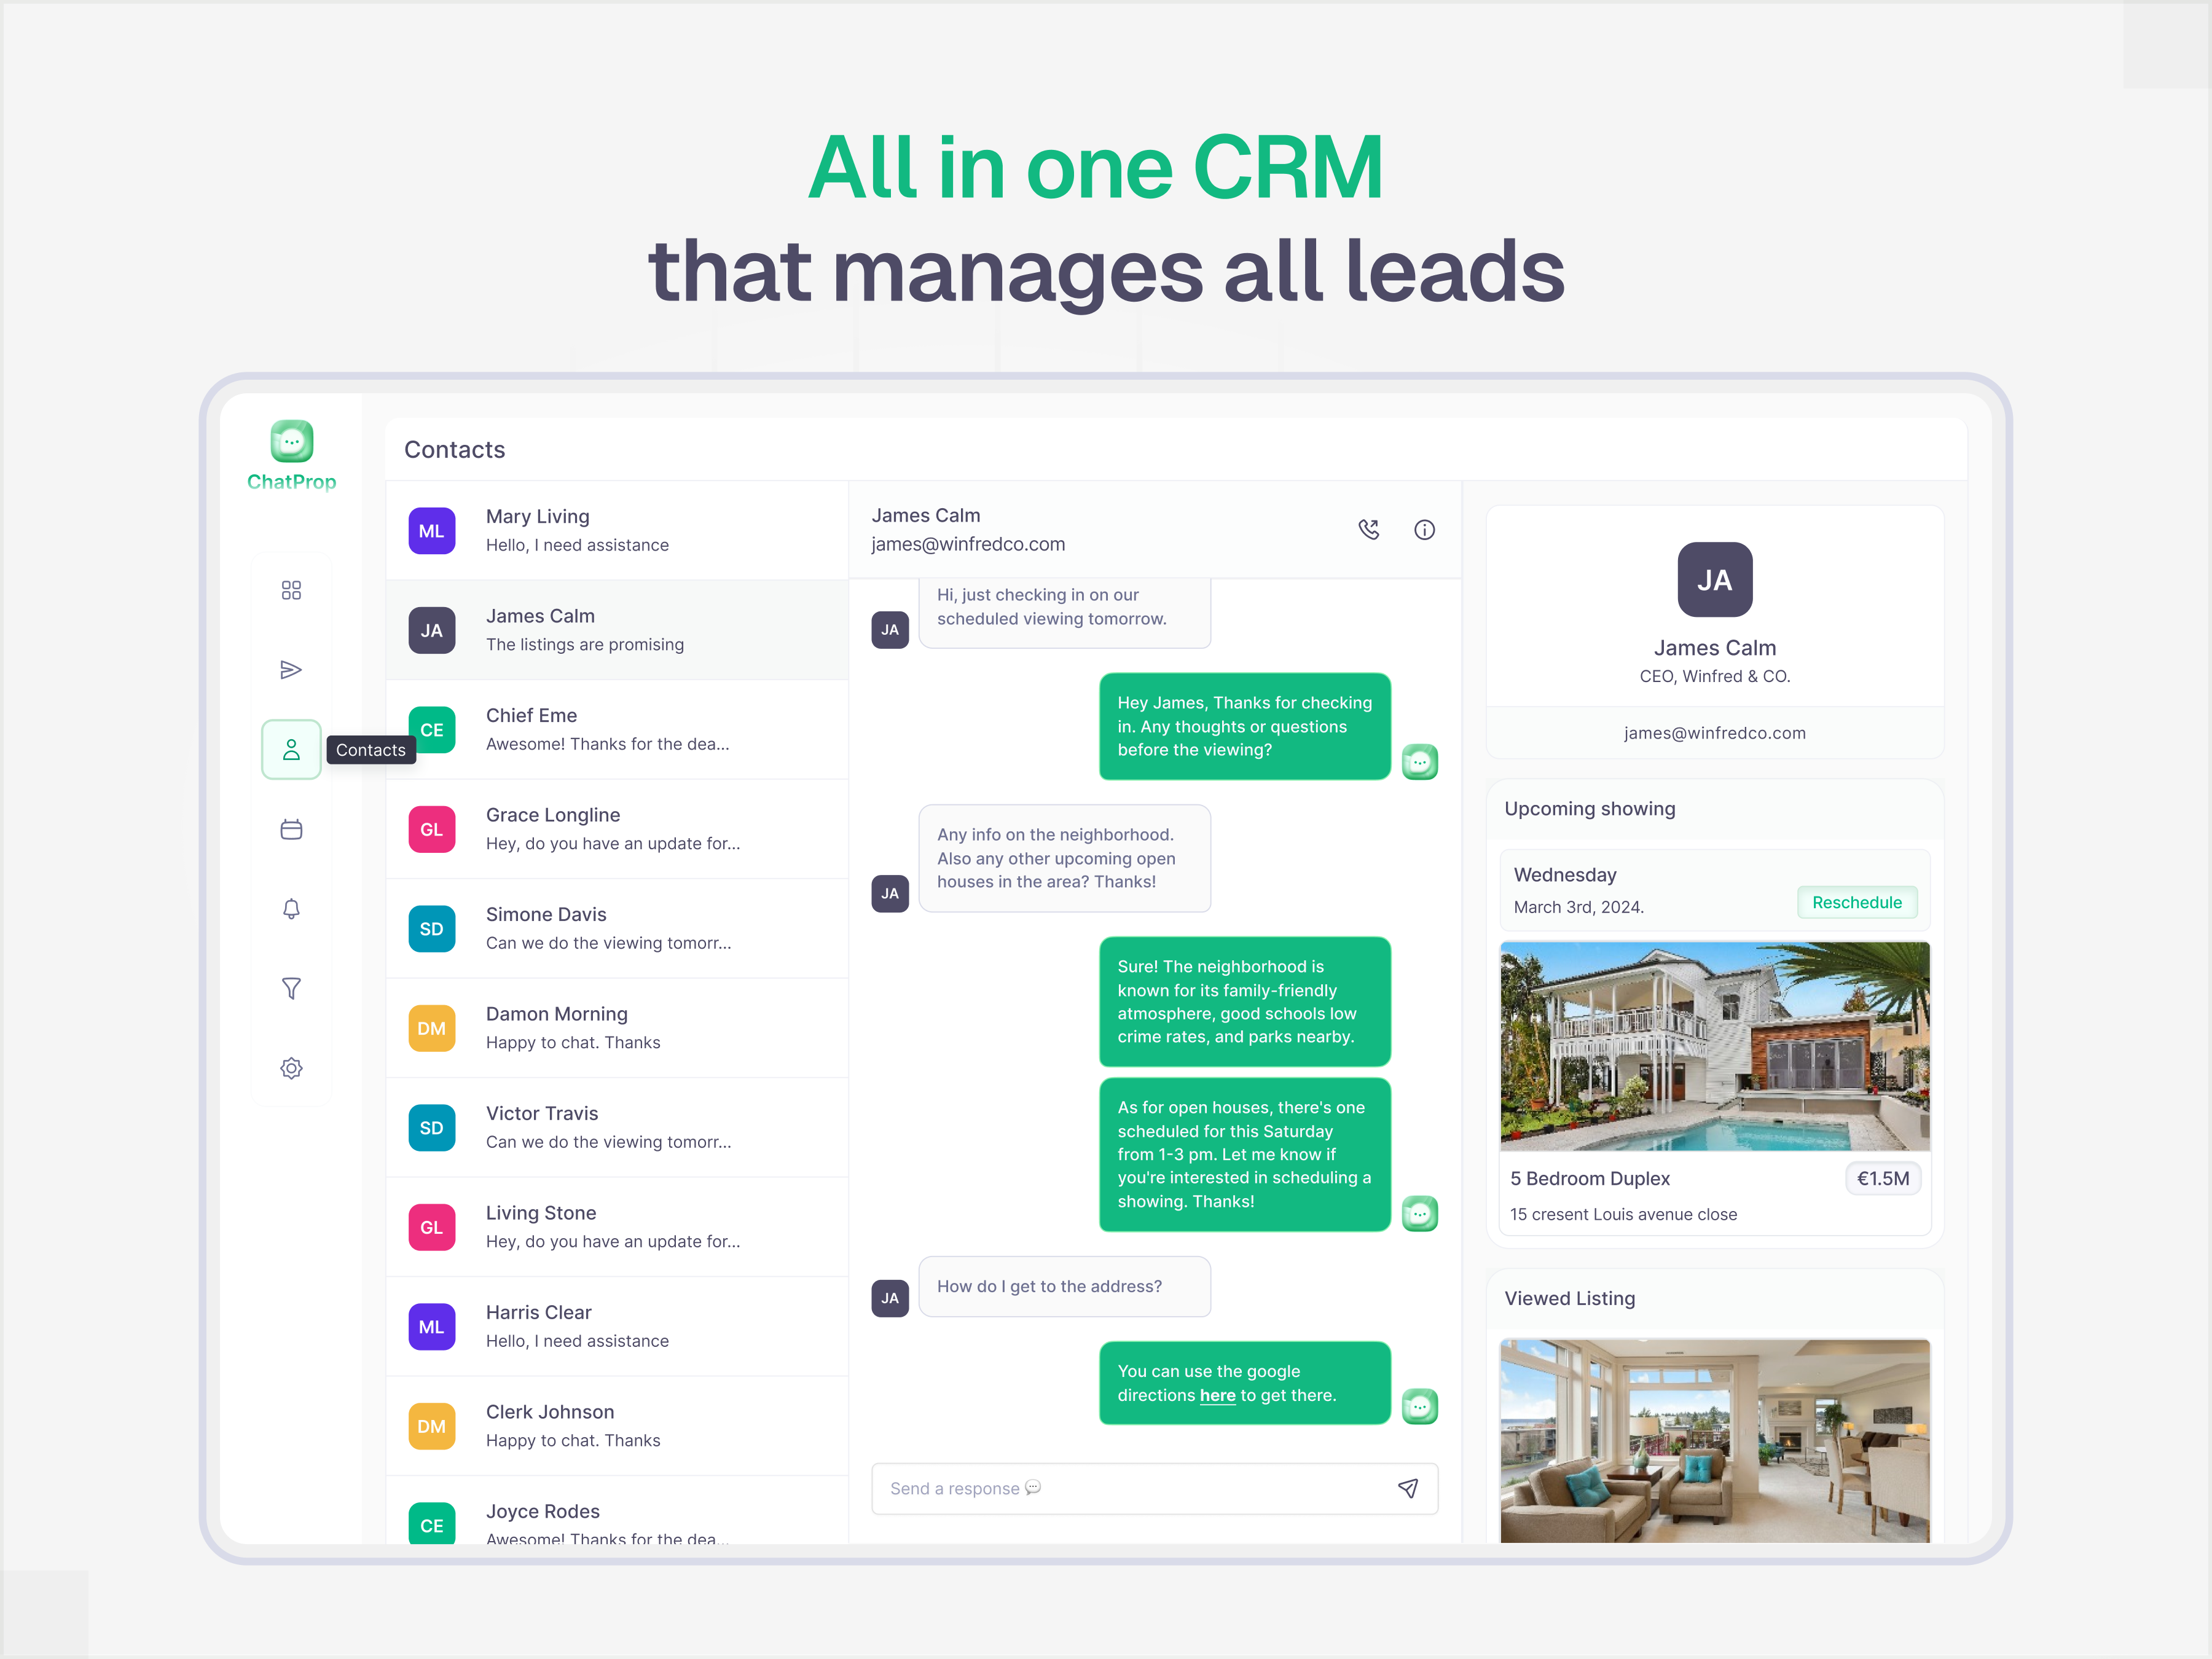 All in one CRM
that manages all leads
ChatProp
Contacts
Contacts
ML
Mary Living
Hello, I need assistance
JA
James Calm
The listings are promising
CE
Chief Eme
Awesome! Thanks for the dea...
GL
Grace Longline
Hey, do you have an update for...
SD
Simone Davis
Can we do the viewing tomorr...
DM
Damon Morning
Happy to chat. Thanks
SD
Victor Travis
Can we do the viewing tomorr...
GL
Living Stone
Hey, do you have an update for...
ML
Harris Clear
Hello, I need assistance
DM
Clerk Johnson
Happy to chat. Thanks
CE
Joyce Rodes
Awesome! Thanks for the dea...
James Calm
james@winfredco.com
Hi, just checking in on our
scheduled viewing tomorrow.
JA
Hey James, Thanks for checking
in. Any thoughts or questions
before the viewing?
Any info on the neighborhood.
Also any other upcoming open
houses in the area? Thanks!
JA
Sure! The neighborhood is
known for its family-friendly
atmosphere, good schools low
crime rates, and parks nearby.
As for open houses, there's one
scheduled for this Saturday
from 1-3 pm. Let me know if
you're interested in scheduling a
showing. Thanks!
How do I get to the address?
JA
You can use the google
directions here to get there.
Send a response 💬
JA
James Calm
CEO, Winfred & CO.
james@winfredco.com
Upcoming showing
Wednesday
March 3rd, 2024.
Reschedule
5 Bedroom Duplex
€1.5M
15 cresent Louis avenue close
Viewed Listing